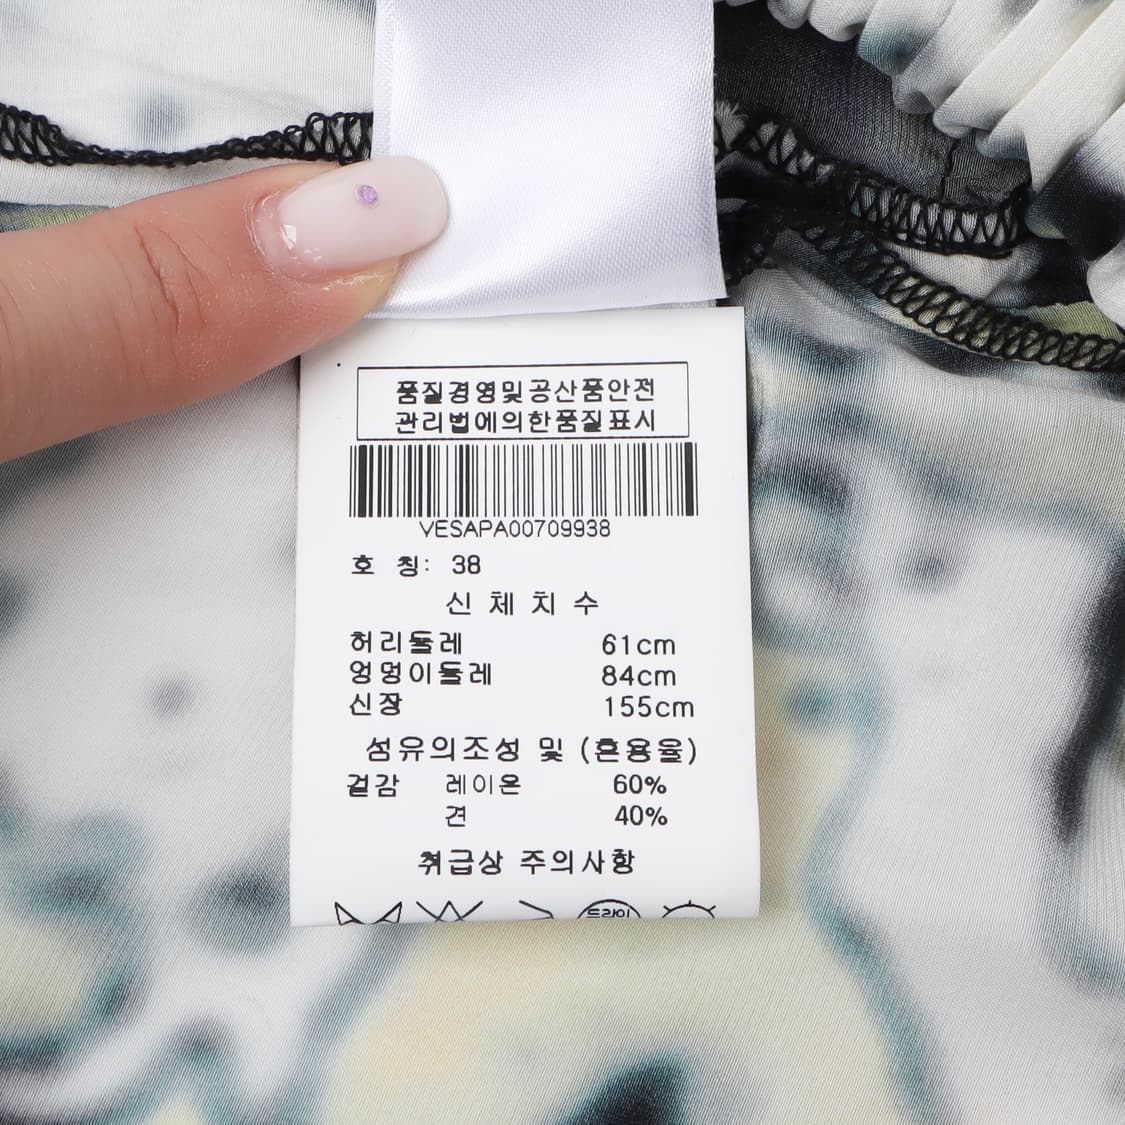 품질경영및공산품안전
관리법에의한품질표시
VESAPA00709938
호 칭: 38
신 체 치 수
허리둘레 61cm
엉덩이둘레 84cm
신장 155cm
섬유의조성 및 (혼용율)
겉감 레이온 60%
견 40%
취급상 주의사항
드라이